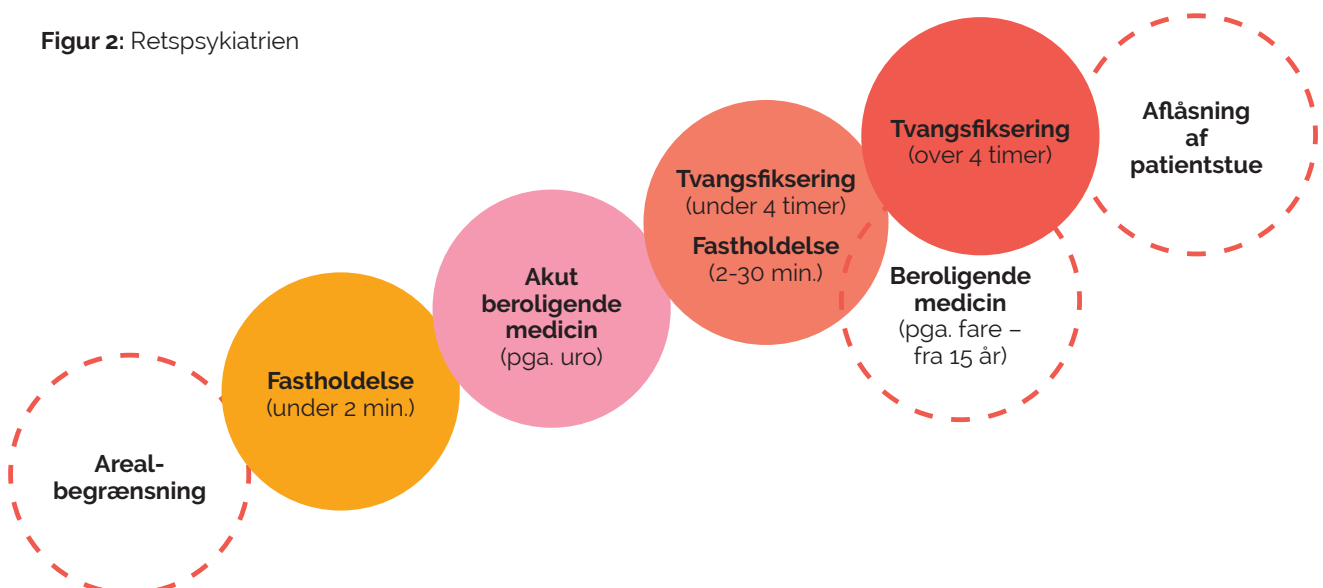 Figur 2: Retspsykiatrien
Areal-
begrænsning
Fastholdelse
(under 2 min.)
Akut
beroligende
medicin
(pga. uro)
Tvangsfiksering
(under 4 timer)
Fastholdelse
(2-30 min.)
Beroligende
medicin
(pga. fare –
fra 15 år)
Tvangsfiksering
(over 4 timer)
Aflåsning
af
patientstue